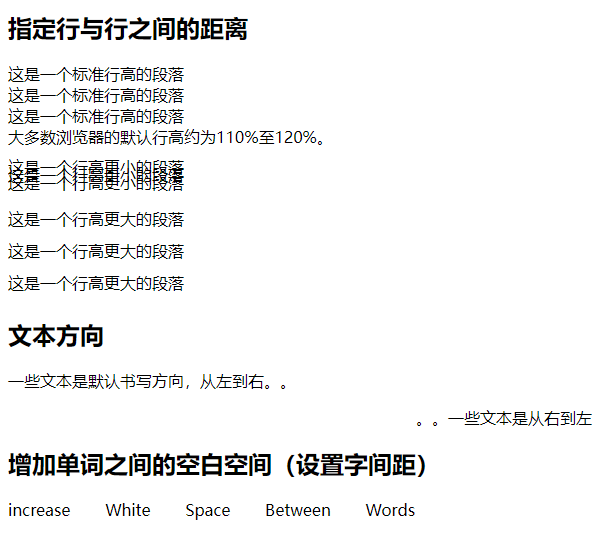 指定行与行之间的距离
这是一个标准行高的段落
这是一个标准行高的段落
这是一个标准行高的段落
大多数浏览器的默认行高约为110%至120%。
这是一个行高更小的段落
这是一个行高更小的段落
这是一个行高更小的段落
这是一个行高更大的段落
这是一个行高更大的段落
这是一个行高更大的段落
文本方向
一些文本是默认书写方向，从左到右。。
。。一些文本是从右到左
增加单词之间的空白空间（设置字间距）
increase White Space Between Words